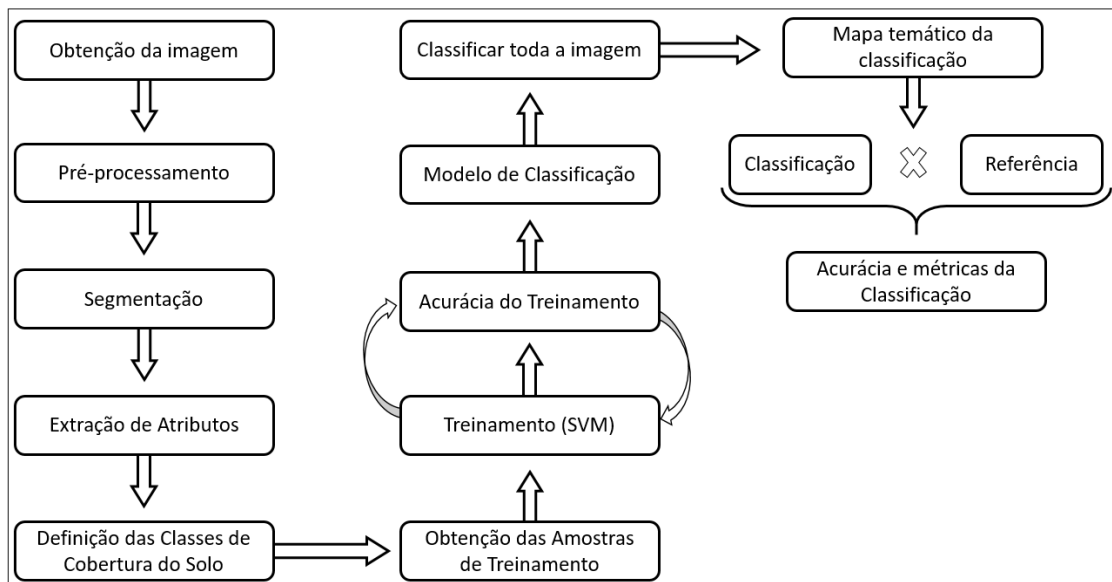 Obtenção da imagem
Pré-processamento
Segmentação
Extração de Atributos
Definição das Classes de
Cobertura do Solo
Obtenção das Amostras
de Treinamento
Treinamento (SVM)
Acurácia do Treinamento
Modelo de Classificação
Classificar toda a imagem
Mapa temático da
classificação
Classificação
Referência
Acurácia e métricas da
Classificação